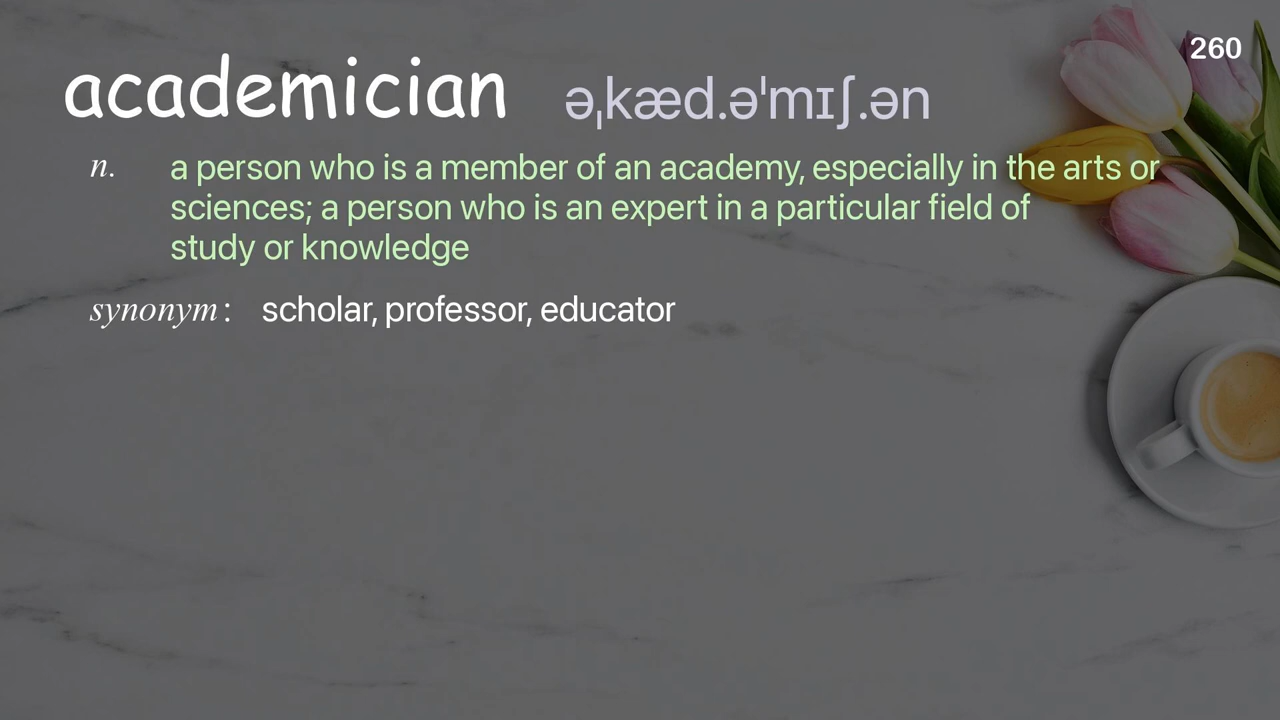 260
academician əˌkæd.əˈmɪʃ.ən
n. a person who is a member of an academy, especially in the arts or
sciences; a person who is an expert in a particular field of
study or knowledge
synonym : scholar, professor, educator